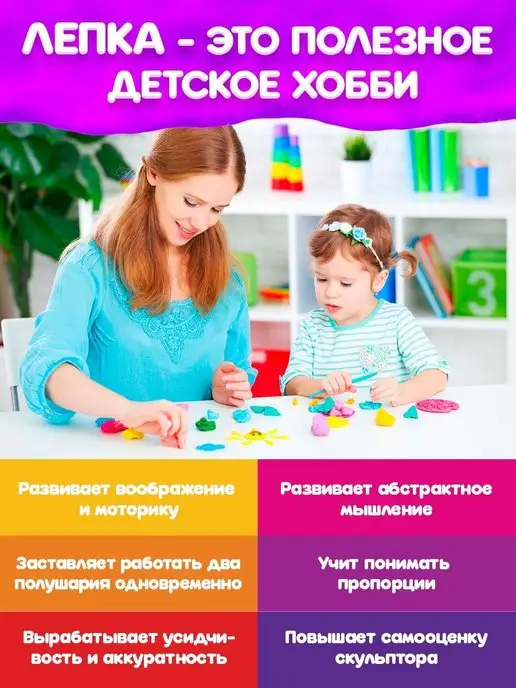 ЛЕПКА - ЭТО ПОЛЕЗНОЕ
ДЕТСКОЕ ХОББИ
3
Развивает воображение
и моторику
Развивает абстрактное
мышление
Заставляет работать два
полушария одновременно
Учит понимать
пропорции
Вырабатывает усидчи-
вость и аккуратность
Повышает самооценку
скульптора